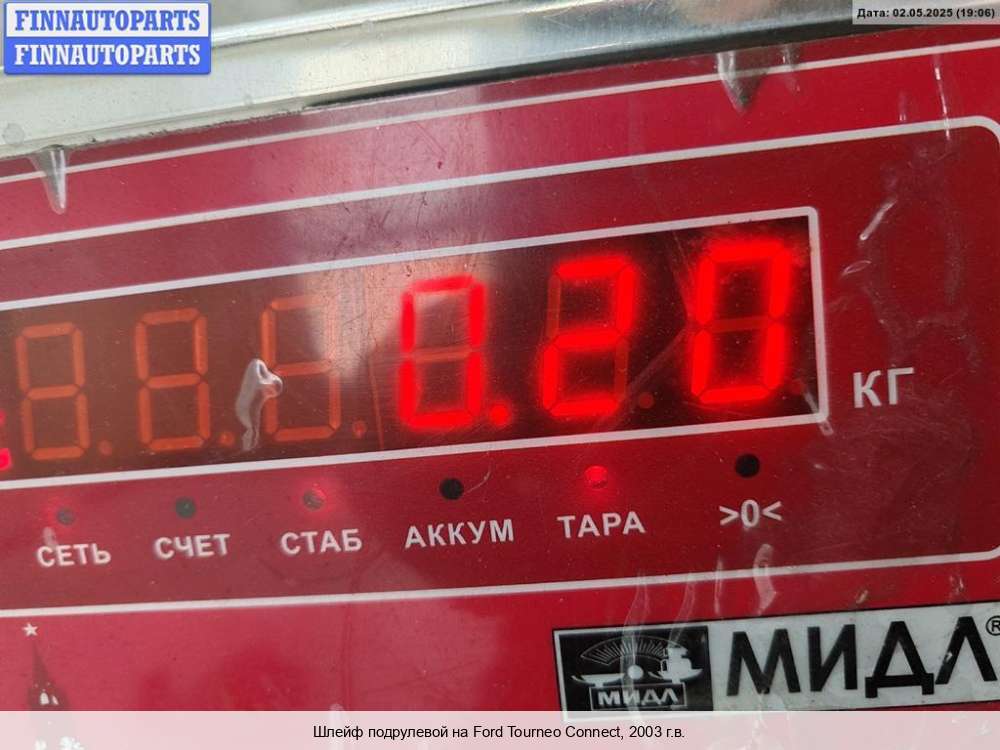 FINNAUTOPARTS
FINNAUTOPARTS
Дата: 02.05.2025 (19:06)
0.20
КГ
СЕТЬ СЧЕТ СТАБ АККУМ ТАРА >0<
МИДЛ
МИДЛ®
Шлейф подрулевой на Ford Tourneo Connect, 2003 г.в.